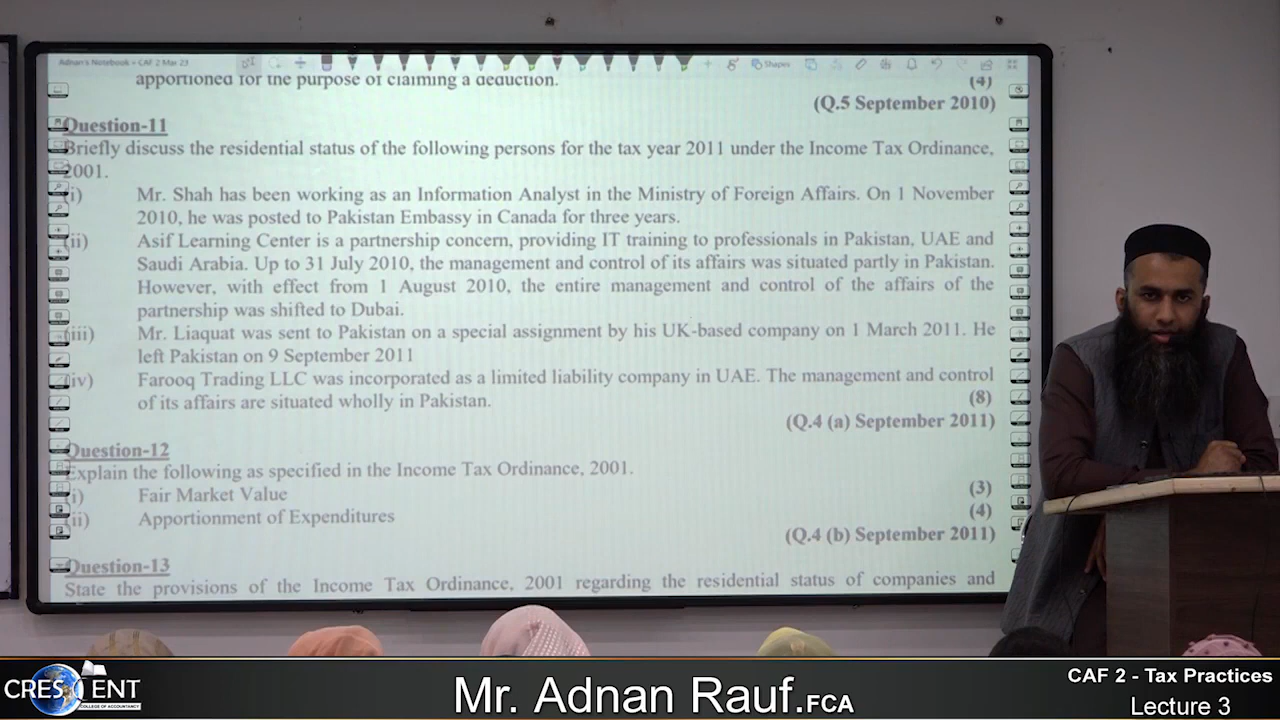 Adnan's Notebook » CAF 2 Mar 23
Shapes
apportioned for the purpose of claiming a deduction. (4)
(Q.5 September 2010)
Question-11
Briefly discuss the residential status of the following persons for the tax year 2011 under the Income Tax Ordinance,
2001.
(i) Mr. Shah has been working as an Information Analyst in the Ministry of Foreign Affairs. On 1 November
2010, he was posted to Pakistan Embassy in Canada for three years.
(ii) Asif Learning Center is a partnership concern, providing IT training to professionals in Pakistan, UAE and
Saudi Arabia. Up to 31 July 2010, the management and control of its affairs was situated partly in Pakistan.
However, with effect from 1 August 2010, the entire management and control of the affairs of the
partnership was shifted to Dubai.
(iii) Mr. Liaquat was sent to Pakistan on a special assignment by his UK-based company on 1 March 2011. He
left Pakistan on 9 September 2011
(iv) Farooq Trading LLC was incorporated as a limited liability company in UAE. The management and control
of its affairs are situated wholly in Pakistan. (8)
(Q.4 (a) September 2011)
Question-12
Explain the following as specified in the Income Tax Ordinance, 2001.
(i) Fair Market Value (3)
(ii) Apportionment of Expenditures (4)
(Q.4 (b) September 2011)
Question-13
State the provisions of the Income Tax Ordinance, 2001 regarding the residential status of companies and
CRESCENT
COLLEGE OF ACCOUNTANCY
Mr. Adnan Rauf.FCA
CAF 2 - Tax Practices
Lecture 3